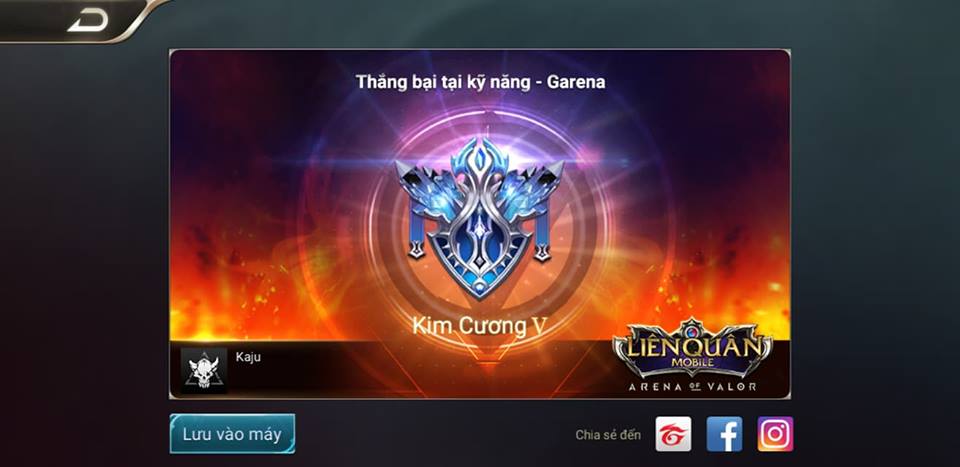 Thắng bại tại kỹ năng - Garena
Kim Cương V
Kaju
LIÊN QUÂN
MOBILE
ARENA OF VALOR
Lưu vào máy
Chia sẻ đến